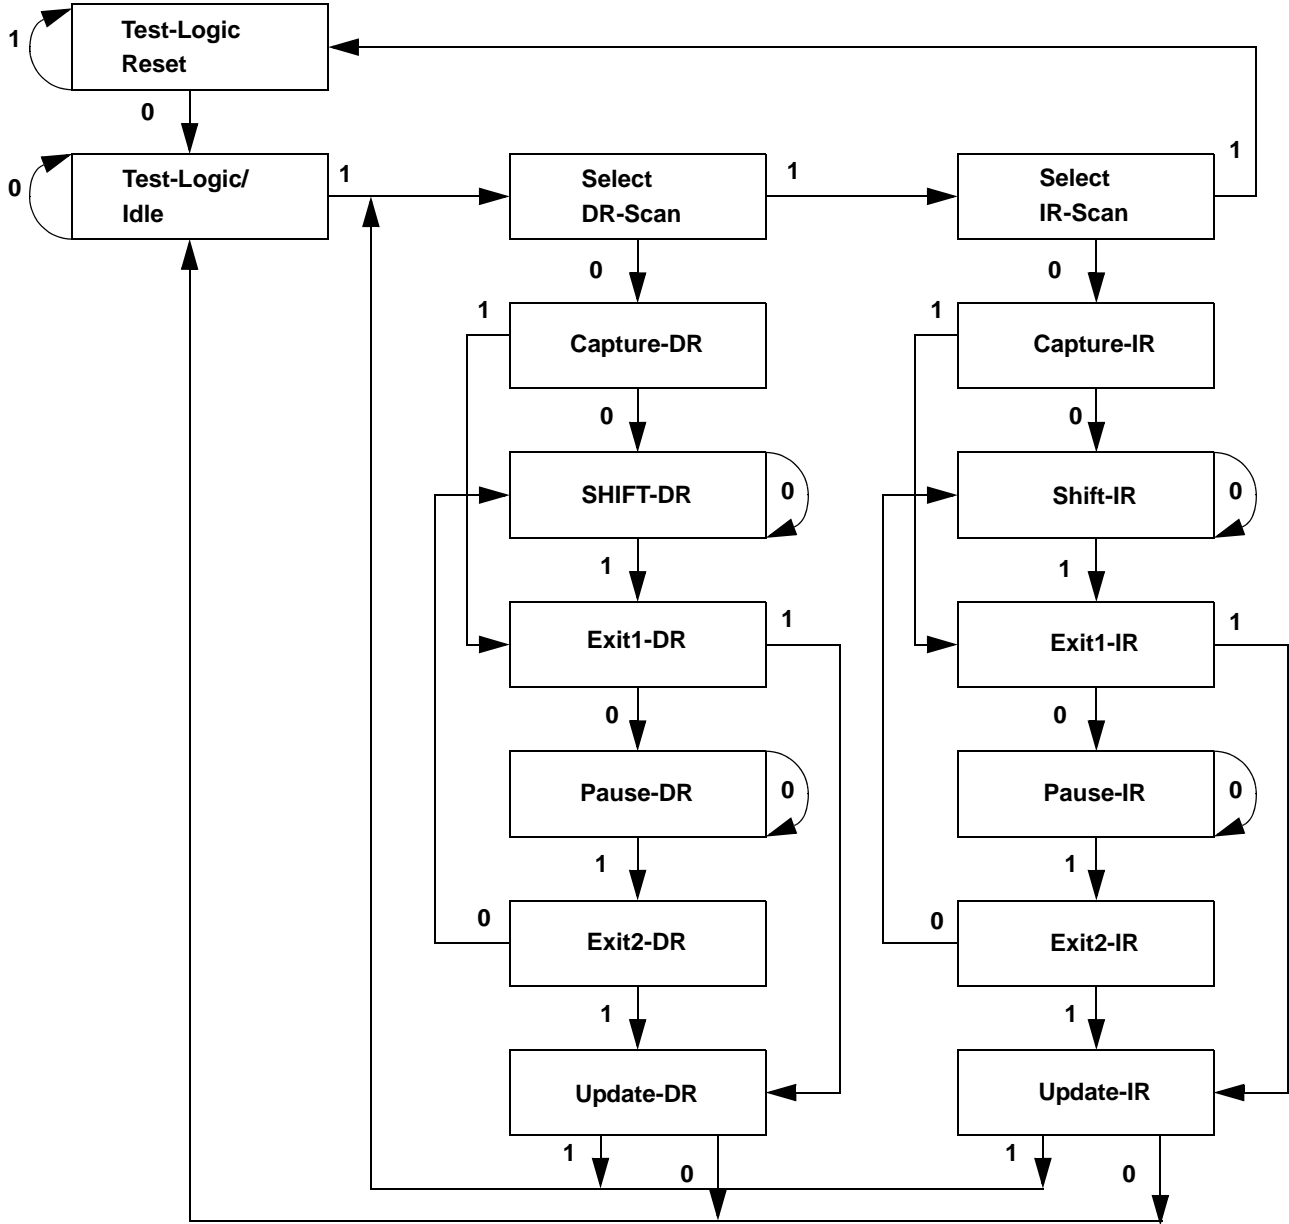 Test-Logic
Reset
1
0
Test-Logic/
Idle
0
1
Select
DR-Scan
1
Select
IR-Scan
1
0
0
1
Capture-DR
1
Capture-IR
0
0
SHIFT-DR
0
Shift-IR
0
1
1
Exit1-DR
1
Exit1-IR
1
0
0
Pause-DR
0
Pause-IR
0
1
1
0
Exit2-DR
0
Exit2-IR
1
1
Update-DR
Update-IR
1
0
1
0